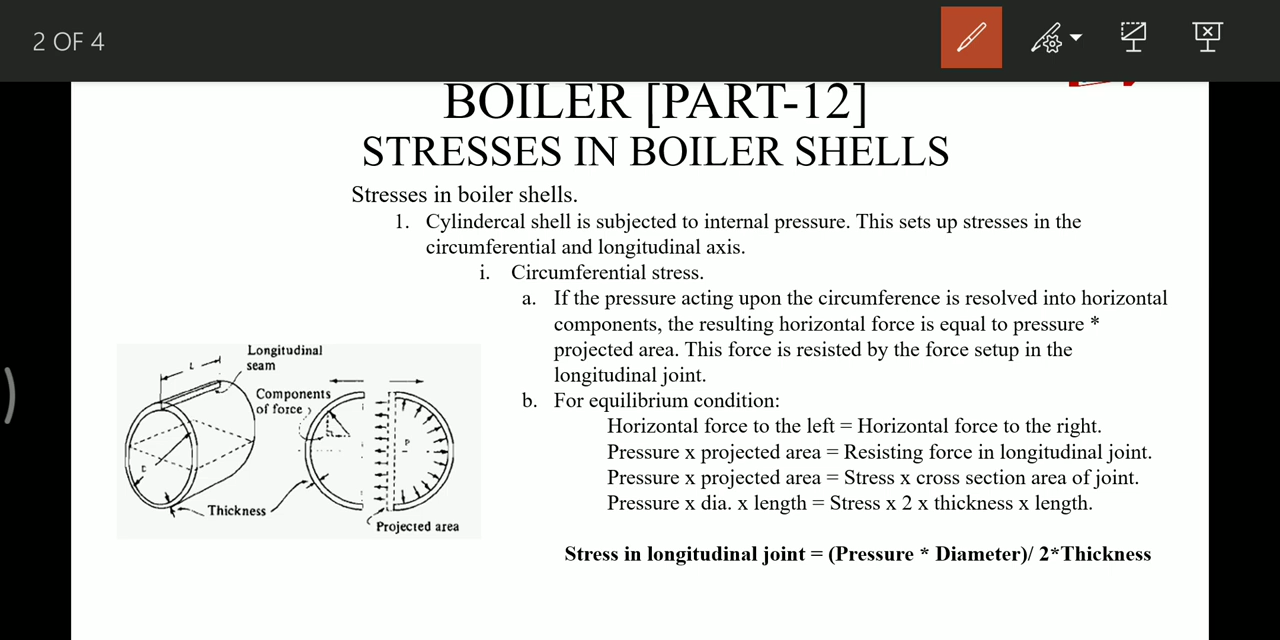 2 OF 4
BOILER [PART-12]
STRESSES IN BOILER SHELLS
Stresses in boiler shells.
1. Cylindercal shell is subjected to internal pressure. This sets up stresses in the
circumferential and longitudinal axis.
i. Circumferential stress.
a. If the pressure acting upon the circumference is resolved into horizontal
components, the resulting horizontal force is equal to pressure *
projected area. This force is resisted by the force setup in the
longitudinal joint.
b. For equilibrium condition:
Horizontal force to the left = Horizontal force to the right.
Pressure x projected area = Resisting force in longitudinal joint.
Pressure x projected area = Stress x cross section area of joint.
Pressure x dia. x length = Stress x 2 x thickness x length.
Stress in longitudinal joint = (Pressure * Diameter)/ 2*Thickness
Longitudinal
seam
L
Components
of force
P
Thickness
Projected area